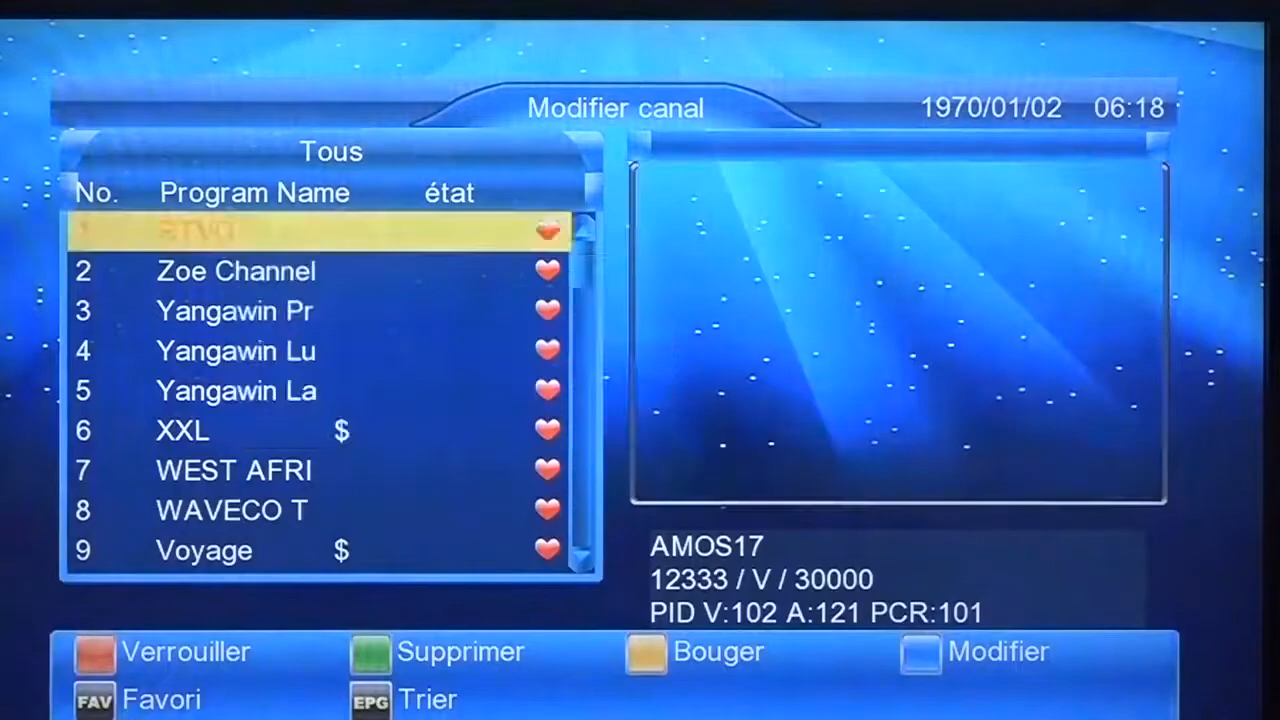 Modifier canal
1970/01/02 06:18
Tous
No. Program Name état
2 Zoe Channel
3 Yangawin Pr
4 Yangawin Lu
5 Yangawin La
6 XXL $
7 WEST AFRI
8 WAVECO T
9 Voyage $
AMOS17
12333 / V / 30000
PID V:102 A:121 PCR:101
Verrouiller Supprimer Bouger Modifier
FAV Favori EPG Trier